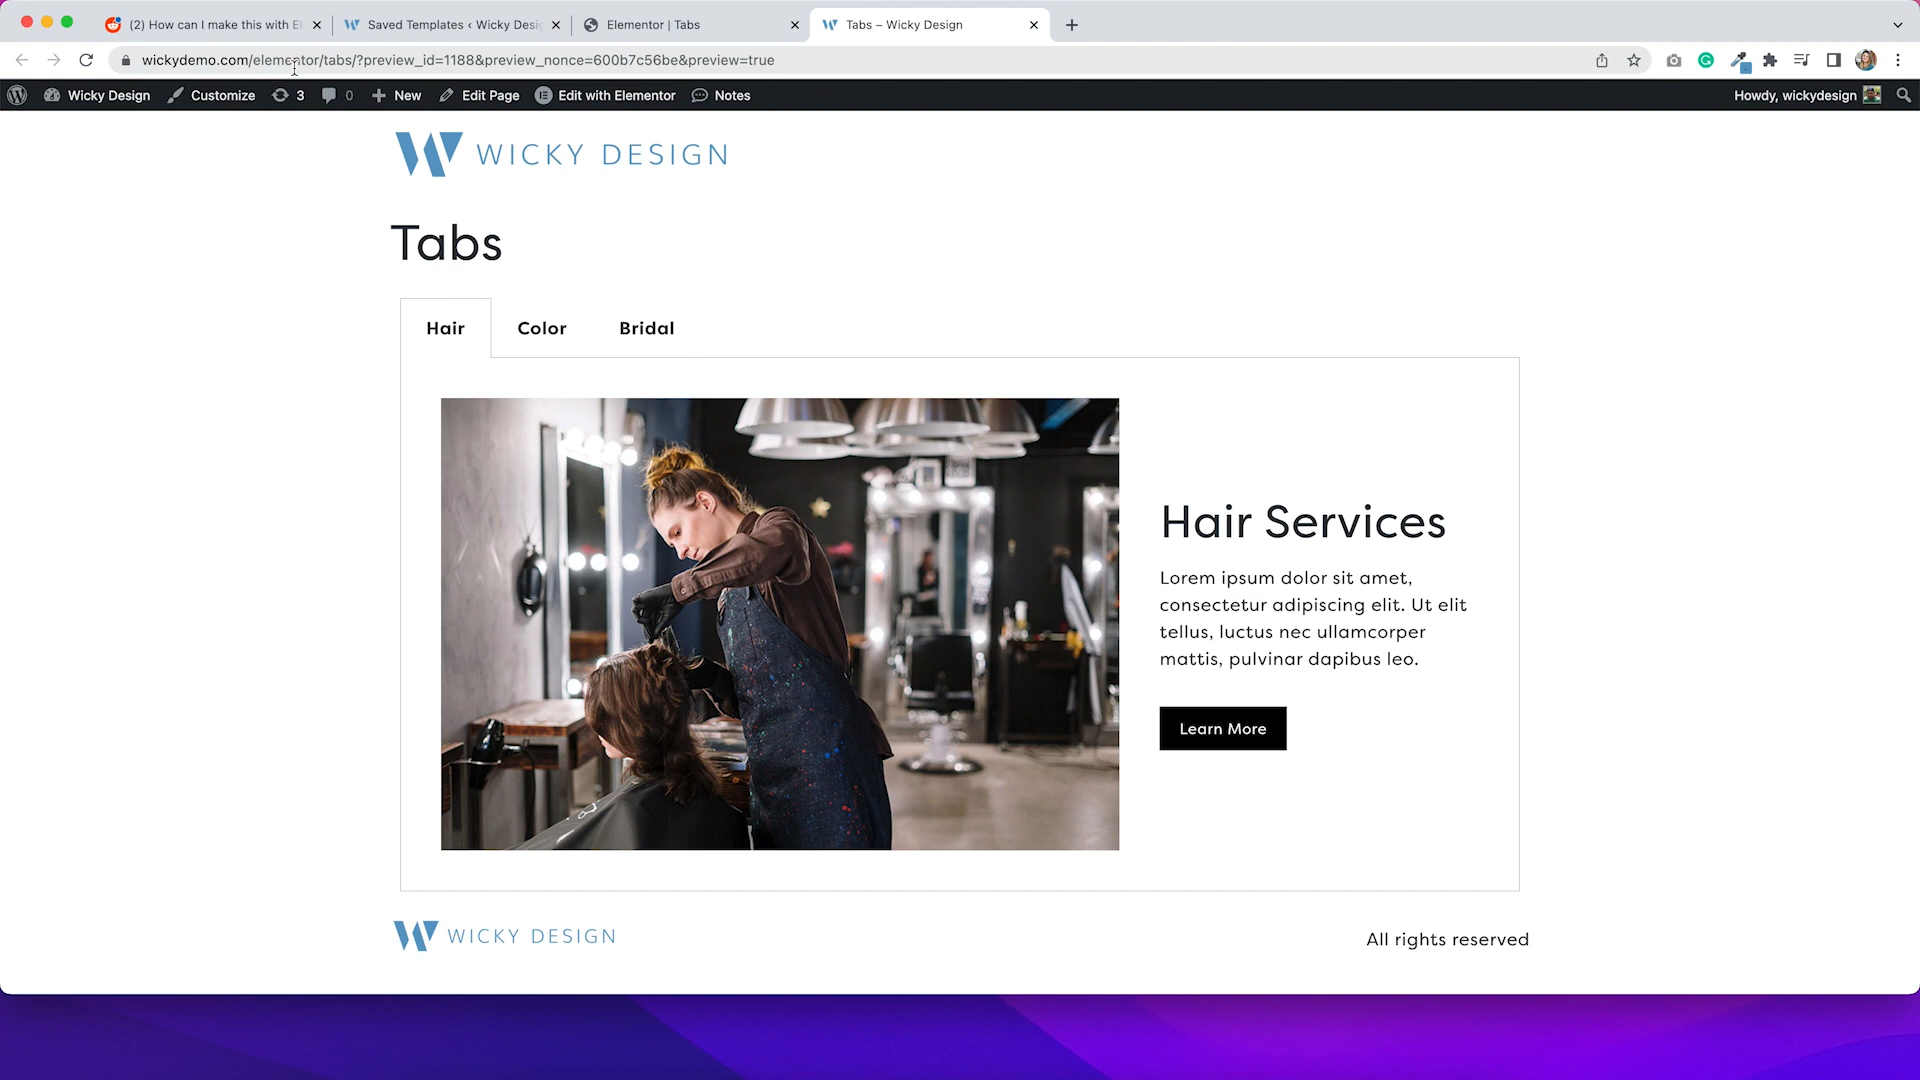 (2) How can I make this with El
Saved Templates ‹ Wicky Desi
Elementor | Tabs
Tabs – Wicky Design
wickydemo.com/elementor/tabs/?preview_id=1188&preview_nonce=600b7c56be&preview=true
Wicky Design
Customize
3
0
New
Edit Page
Edit with Elementor
Notes
Howdy, wickydesign
WICKY DESIGN
Tabs
Hair
Color
Bridal
Hair Services
Lorem ipsum dolor sit amet,
consectetur adipiscing elit. Ut elit
tellus, luctus nec ullamcorper
mattis, pulvinar dapibus leo.
Learn More
WICKY DESIGN
All rights reserved